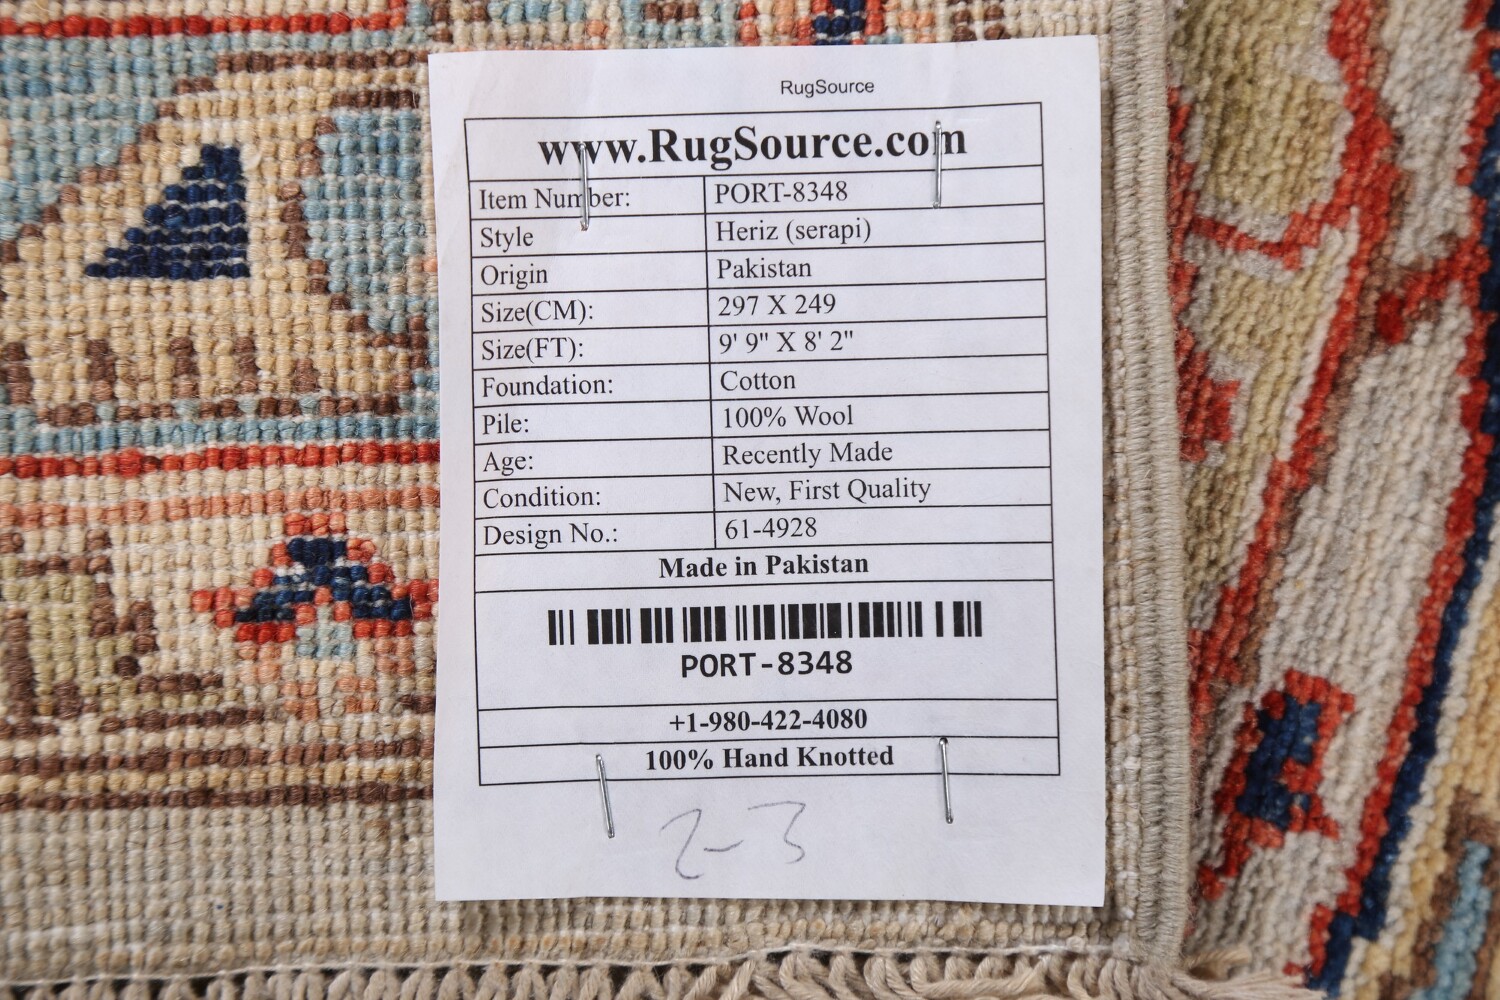 RugSource
www.RugSource.com
Item Number: PORT-8348
Style Heriz (serapi)
Origin Pakistan
Size(CM): 297 X 249
Size(FT): 9' 9" X 8' 2"
Foundation: Cotton
Pile: 100% Wool
Age: Recently Made
Condition: New, First Quality
Design No.: 61-4928
Made in Pakistan
PORT-8348
+1-980-422-4080
100% Hand Knotted
2-3